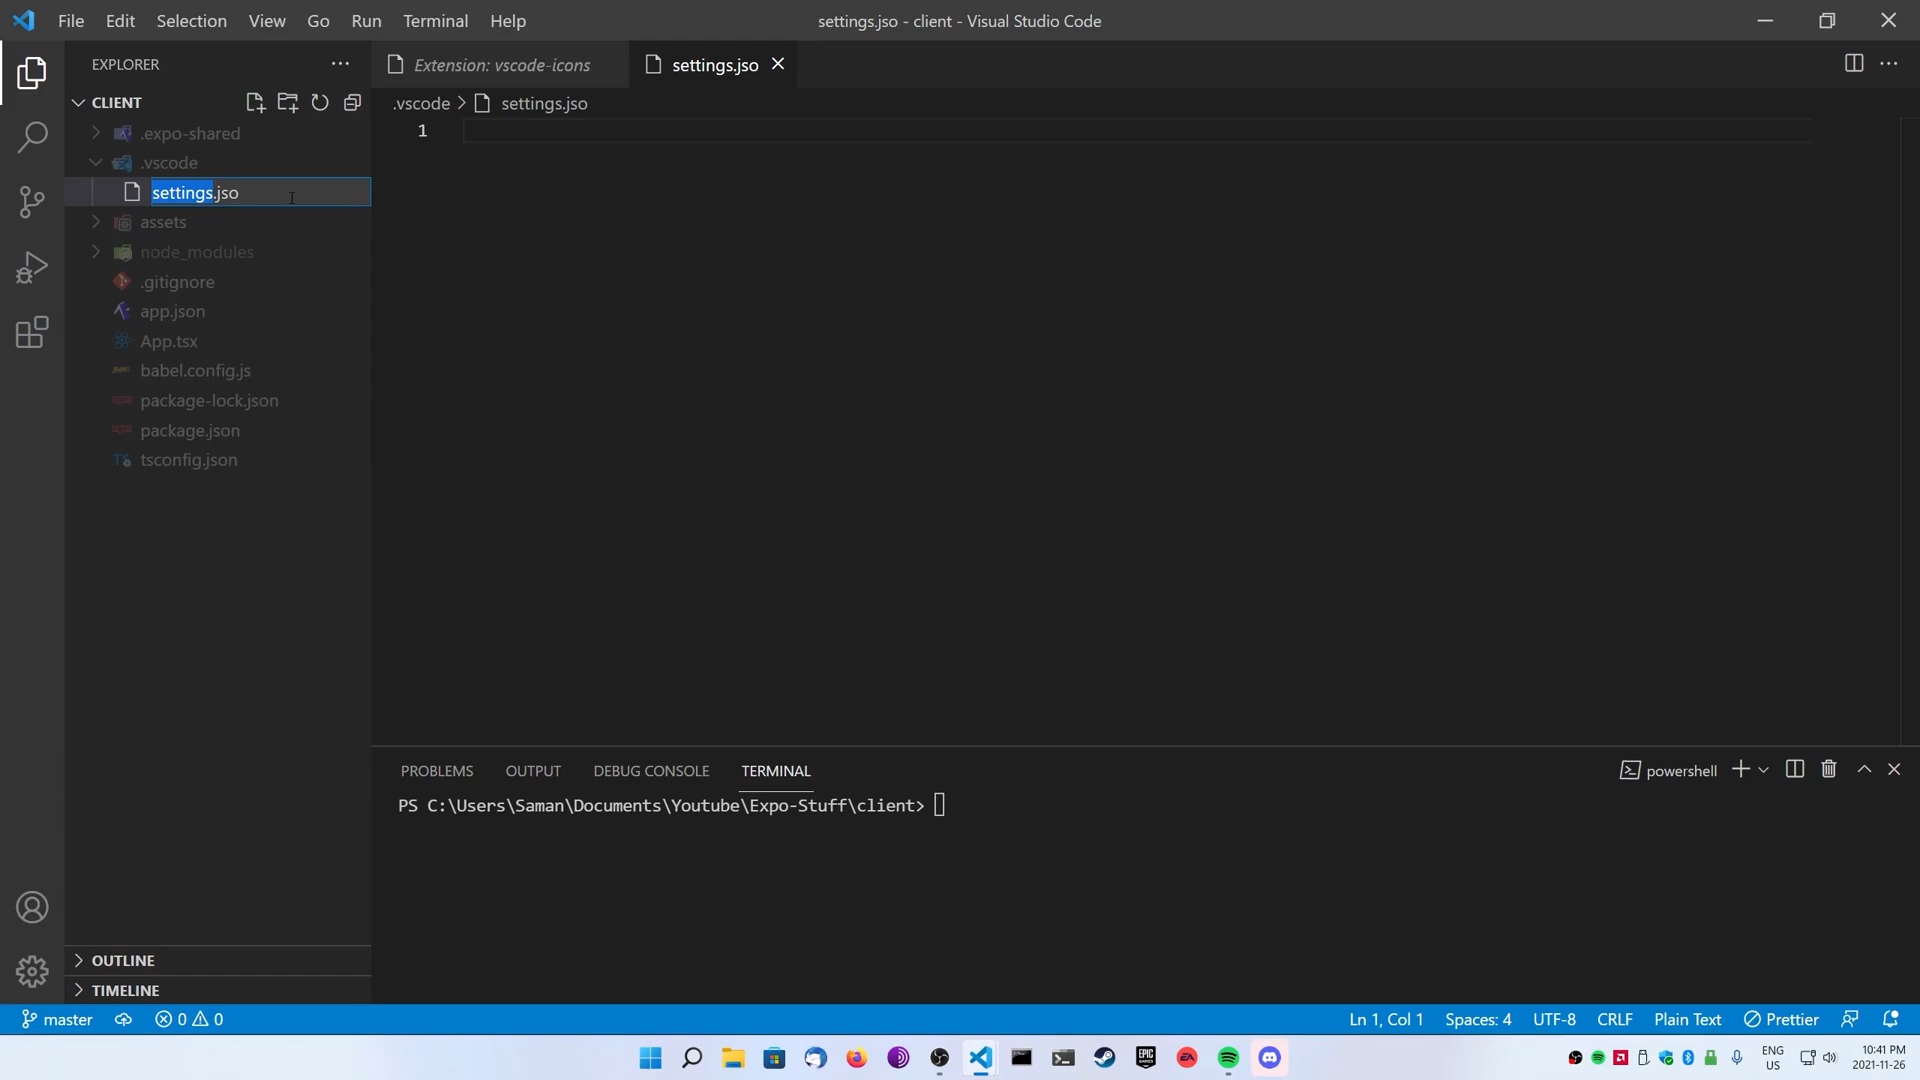 File Edit Selection View Go Run Terminal Help
settings.jso - client - Visual Studio Code
EXPLORER
CLIENT
.expo-shared
.vscode
settings.jso
assets
node_modules
.gitignore
app.json
App.tsx
babel.config.js
package-lock.json
package.json
tsconfig.json
OUTLINE
TIMELINE
Extension: vscode-icons
settings.jso
.vscode > settings.jso
1
PROBLEMS OUTPUT DEBUG CONSOLE TERMINAL
powershell
PS C:\Users\Saman\Documents\Youtube\Expo-Stuff\client>
master 0 0
Ln 1, Col 1 Spaces: 4 UTF-8 CRLF Plain Text Prettier
ENG
US
10:41 PM
2021-11-26